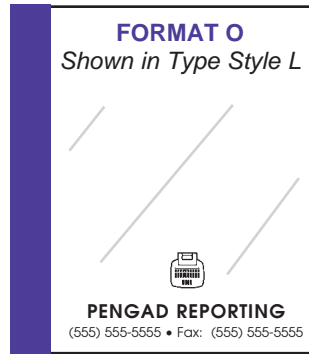 FORMAT O
Shown in Type Style L
PENGAD REPORTING
(555) 555-5555 • Fax: (555) 555-5555